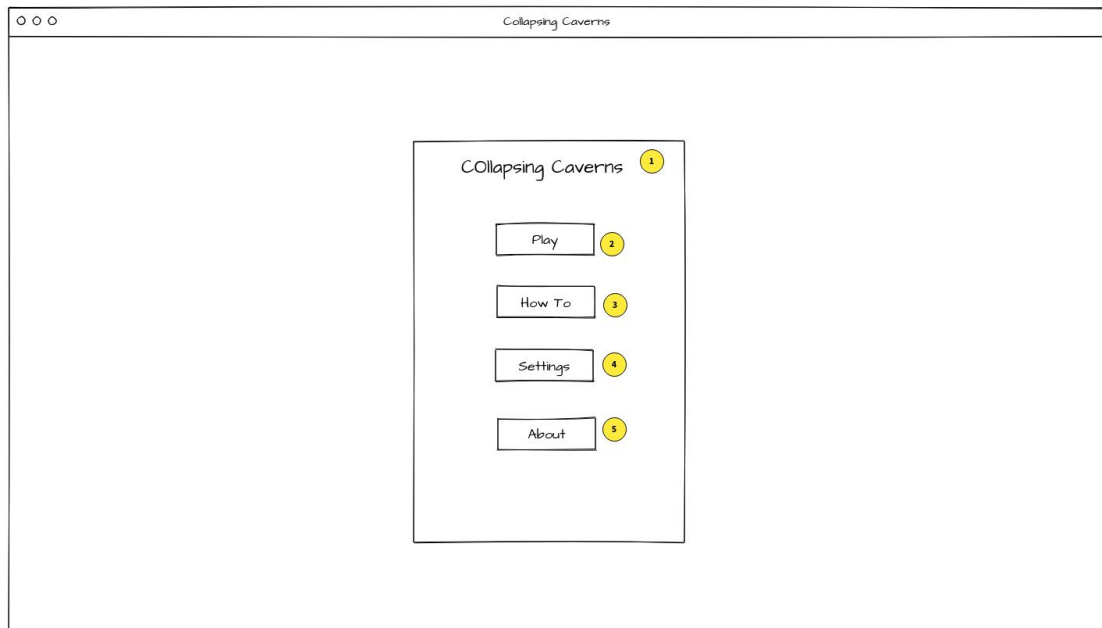 Collapsing Caverns
COllapsing Caverns
1
Play
2
How To
3
Settings
4
About
5